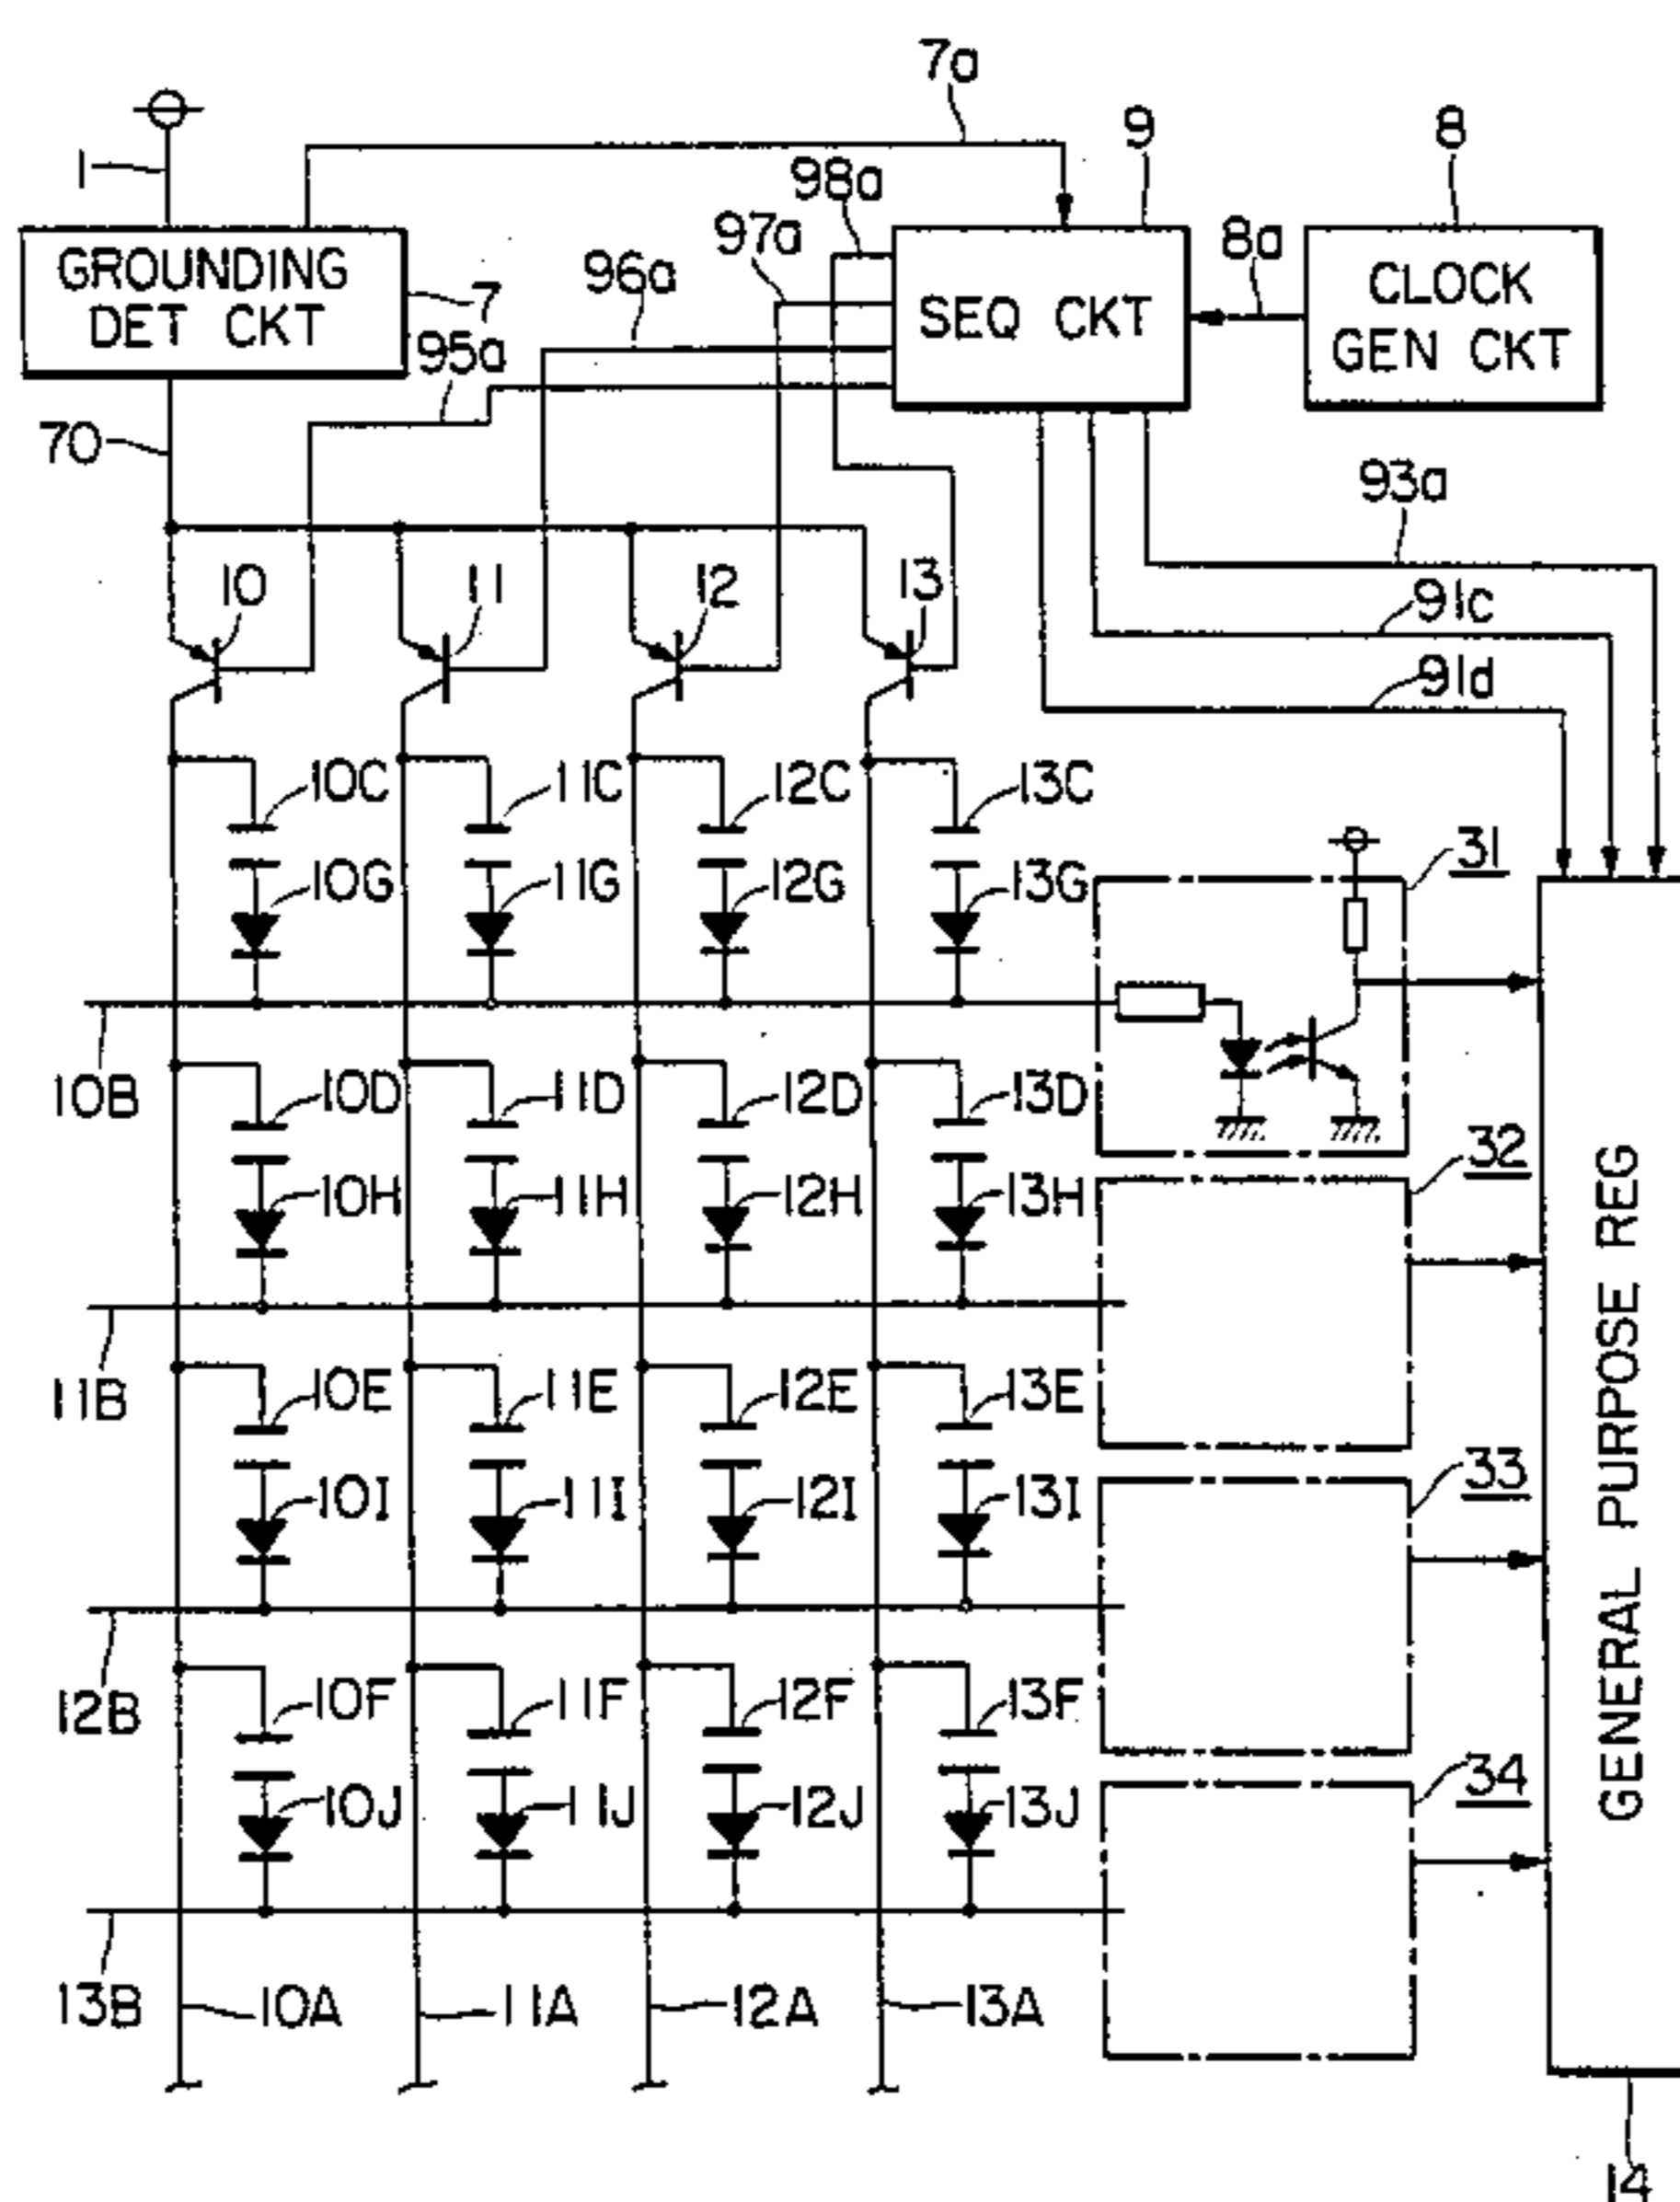 7a
9
8
1
98a
97a
96a
8a
GROUNDING
DET CKT
7
SEQ CKT
CLOCK
GEN CKT
95a
70
93a
10
11
12
13
91c
91d
10C
11C
12C
13C
31
10G
11G
12G
13G
10B
10D
11D
12D
13D
32
10H
11H
12H
13H
GENERAL PURPOSE REG
11B
10E
11E
12E
13E
33
10I
11I
12I
13I
12B
10F
11F
12F
13F
34
10J
11J
12J
13J
13B
10A
11A
12A
13A
14